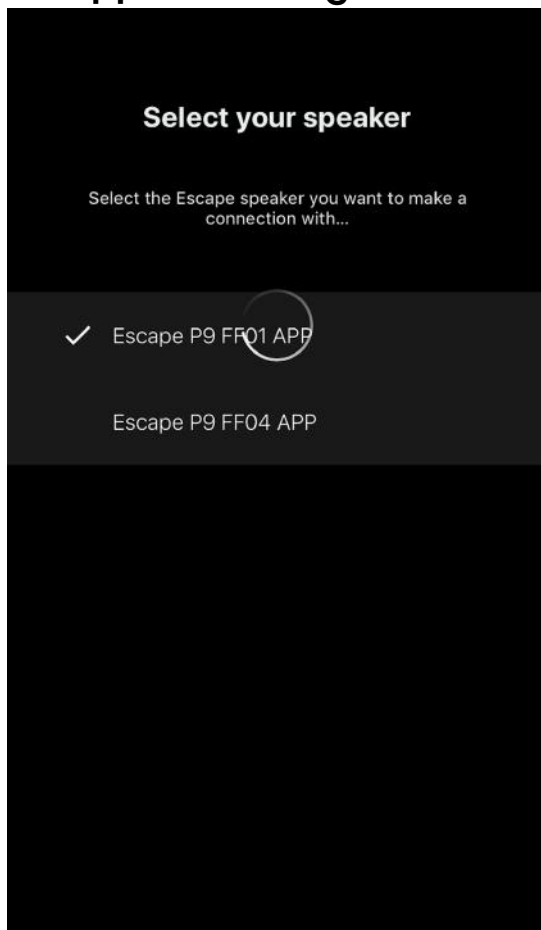 Select your speaker
Select the Escape speaker you want to make a
connection with...
Escape P9 FF01 APP
Escape P9 FF04 APP